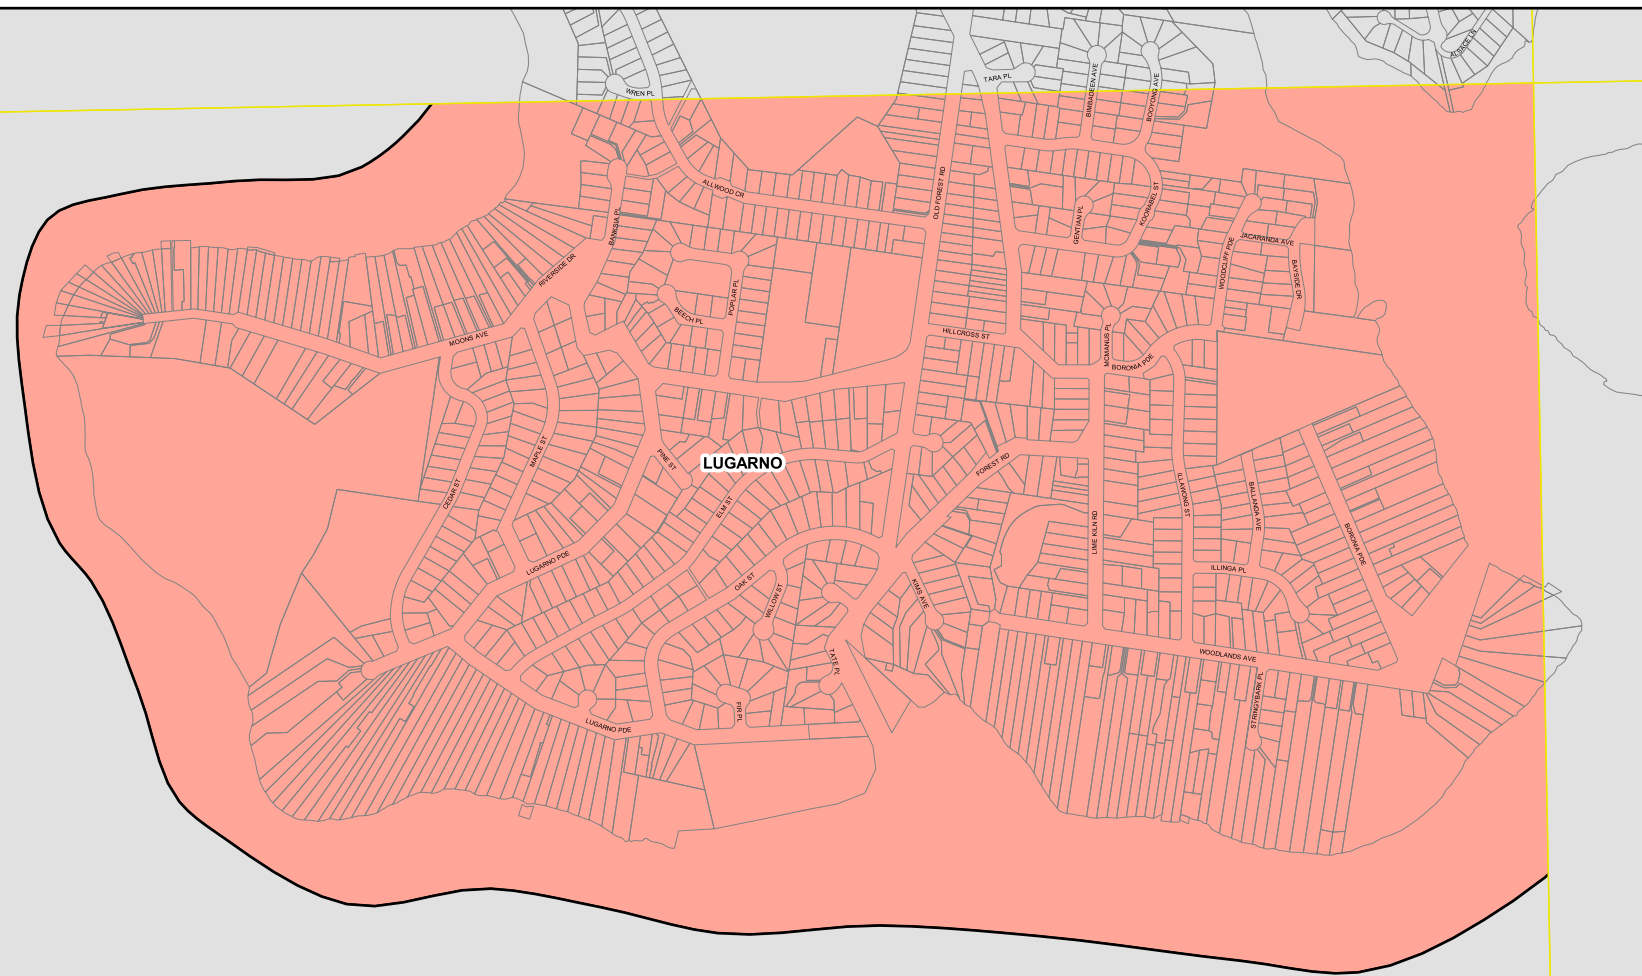 ALSACE LN
TARA PL
WREN PL
BIMBADEEN AVE
BOOYONG AVE
ALLWOOD CR
OLD FOREST RD
KOORABEL ST
GENTIAN PL
BANKSIA PL
JACARANDA AVE
WOODCLIFF PDE
RIVERSIDE DR
BAYSIDE DR
POPLAR PL
BEECH PL
MOONS AVE
HILLCROSS ST
MCMANUS PL
BORONIA PDE
MAPLE ST
PINE ST
LUGARNO
FOREST RD
CEDAR ST
ELM ST
ILLAWONG ST
BALLANDA AVE
LIME KILN RD
BORONIA PDE
LUGARNO PDE
ILLINGA PL
OAK ST
WILLOW ST
KIMS AVE
TATE PL
WOODLANDS AVE
STRINGYBARK PL
FIR PL
LUGARNO PDE